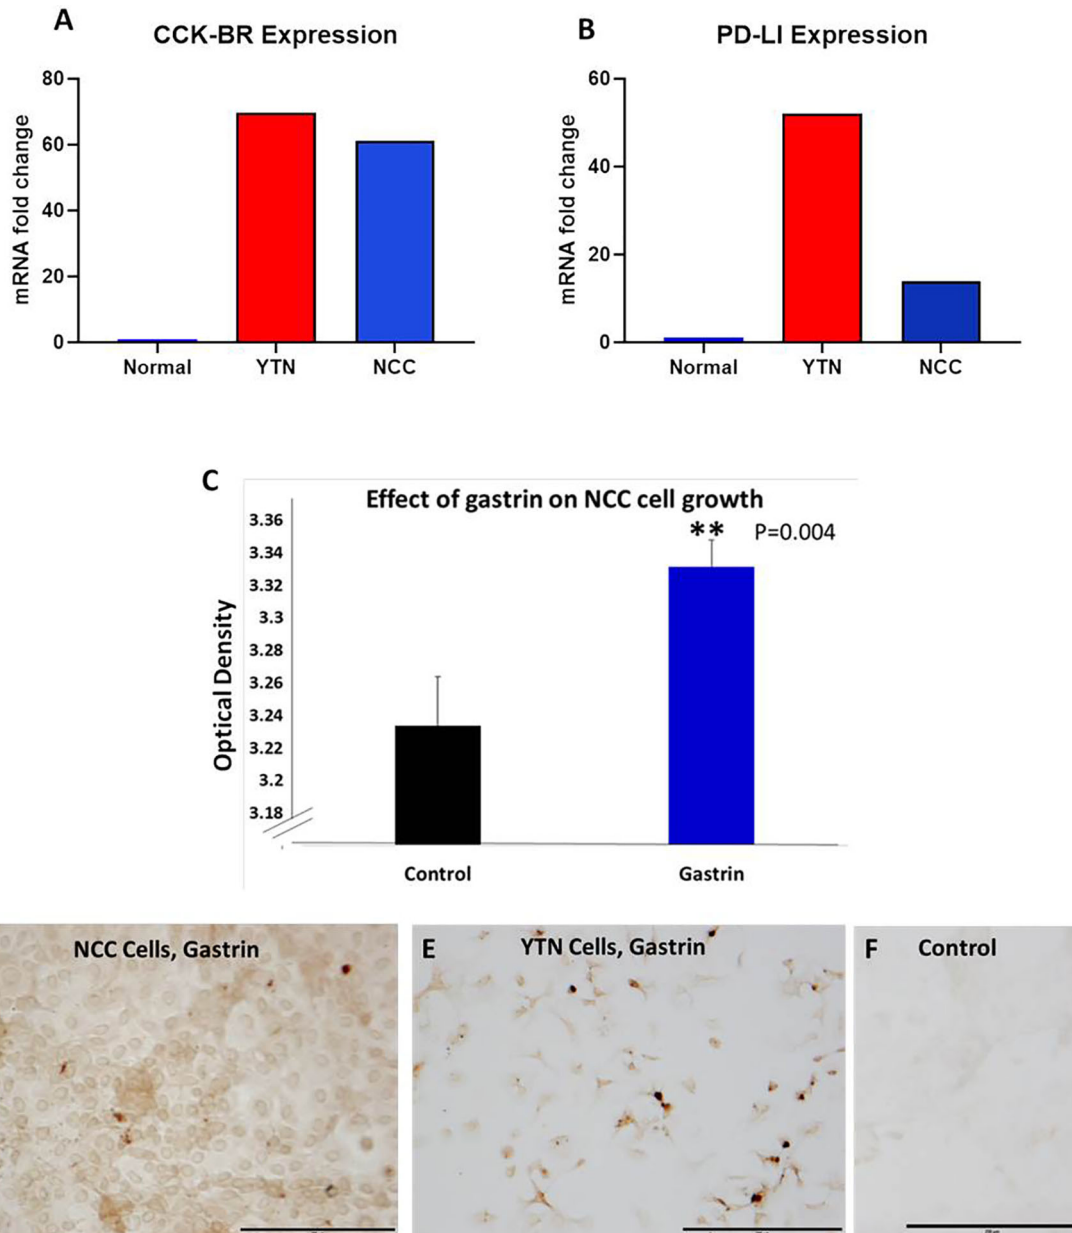 A
CCK-BR Expression
mRNA fold change
80
60
40
20
0
Normal
YTN
NCC
B
PD-LI Expression
mRNA fold change
60
40
20
0
Normal
YTN
NCC
C
Effect of gastrin on NCC cell growth
** P=0.004
Optical Density
3.36
3.34
3.32
3.3
3.28
3.26
3.24
3.22
3.2
3.18
Control
Gastrin
NCC Cells, Gastrin
E
YTN Cells, Gastrin
F
Control